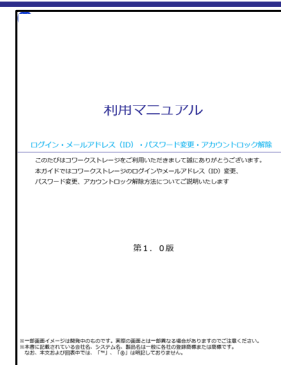 利用マニュアル
ログイン・メールアドレス（ID）・パスワード変更・アカウントロック解除
このたびはコワークストレージをご利用いただきまして誠にありがとうございます。
本ガイドではコワークストレージのログインやメールアドレス（ID）変更、
パスワード変更、アカウントロック解除方法についてご説明いたします
第１．０版
※一部画面イメージは開発中のものです。実際の画面とは一部異なる場合がありますのでご注意ください。
※本書に記載されている会社名、システム名、製品名は一般に各社の登録商標または商標です。
なお、本文および図表中では、「™」、「®」は明記しておりません。